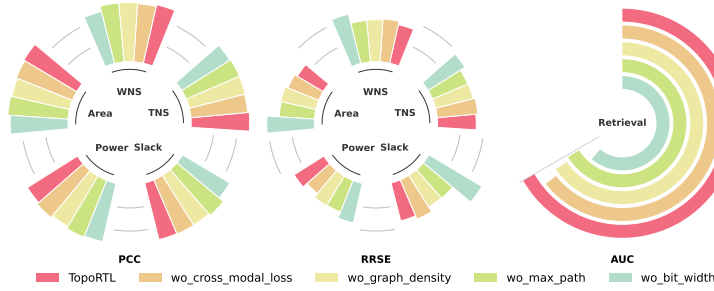 WNS
Area
TNS
Power
Slack
PCC
WNS
Area
TNS
Power
Slack
RRSE
Retrieval
AUC
TopoRTL
wo_cross_modal_loss
wo_graph_density
wo_max_path
wo_bit_width